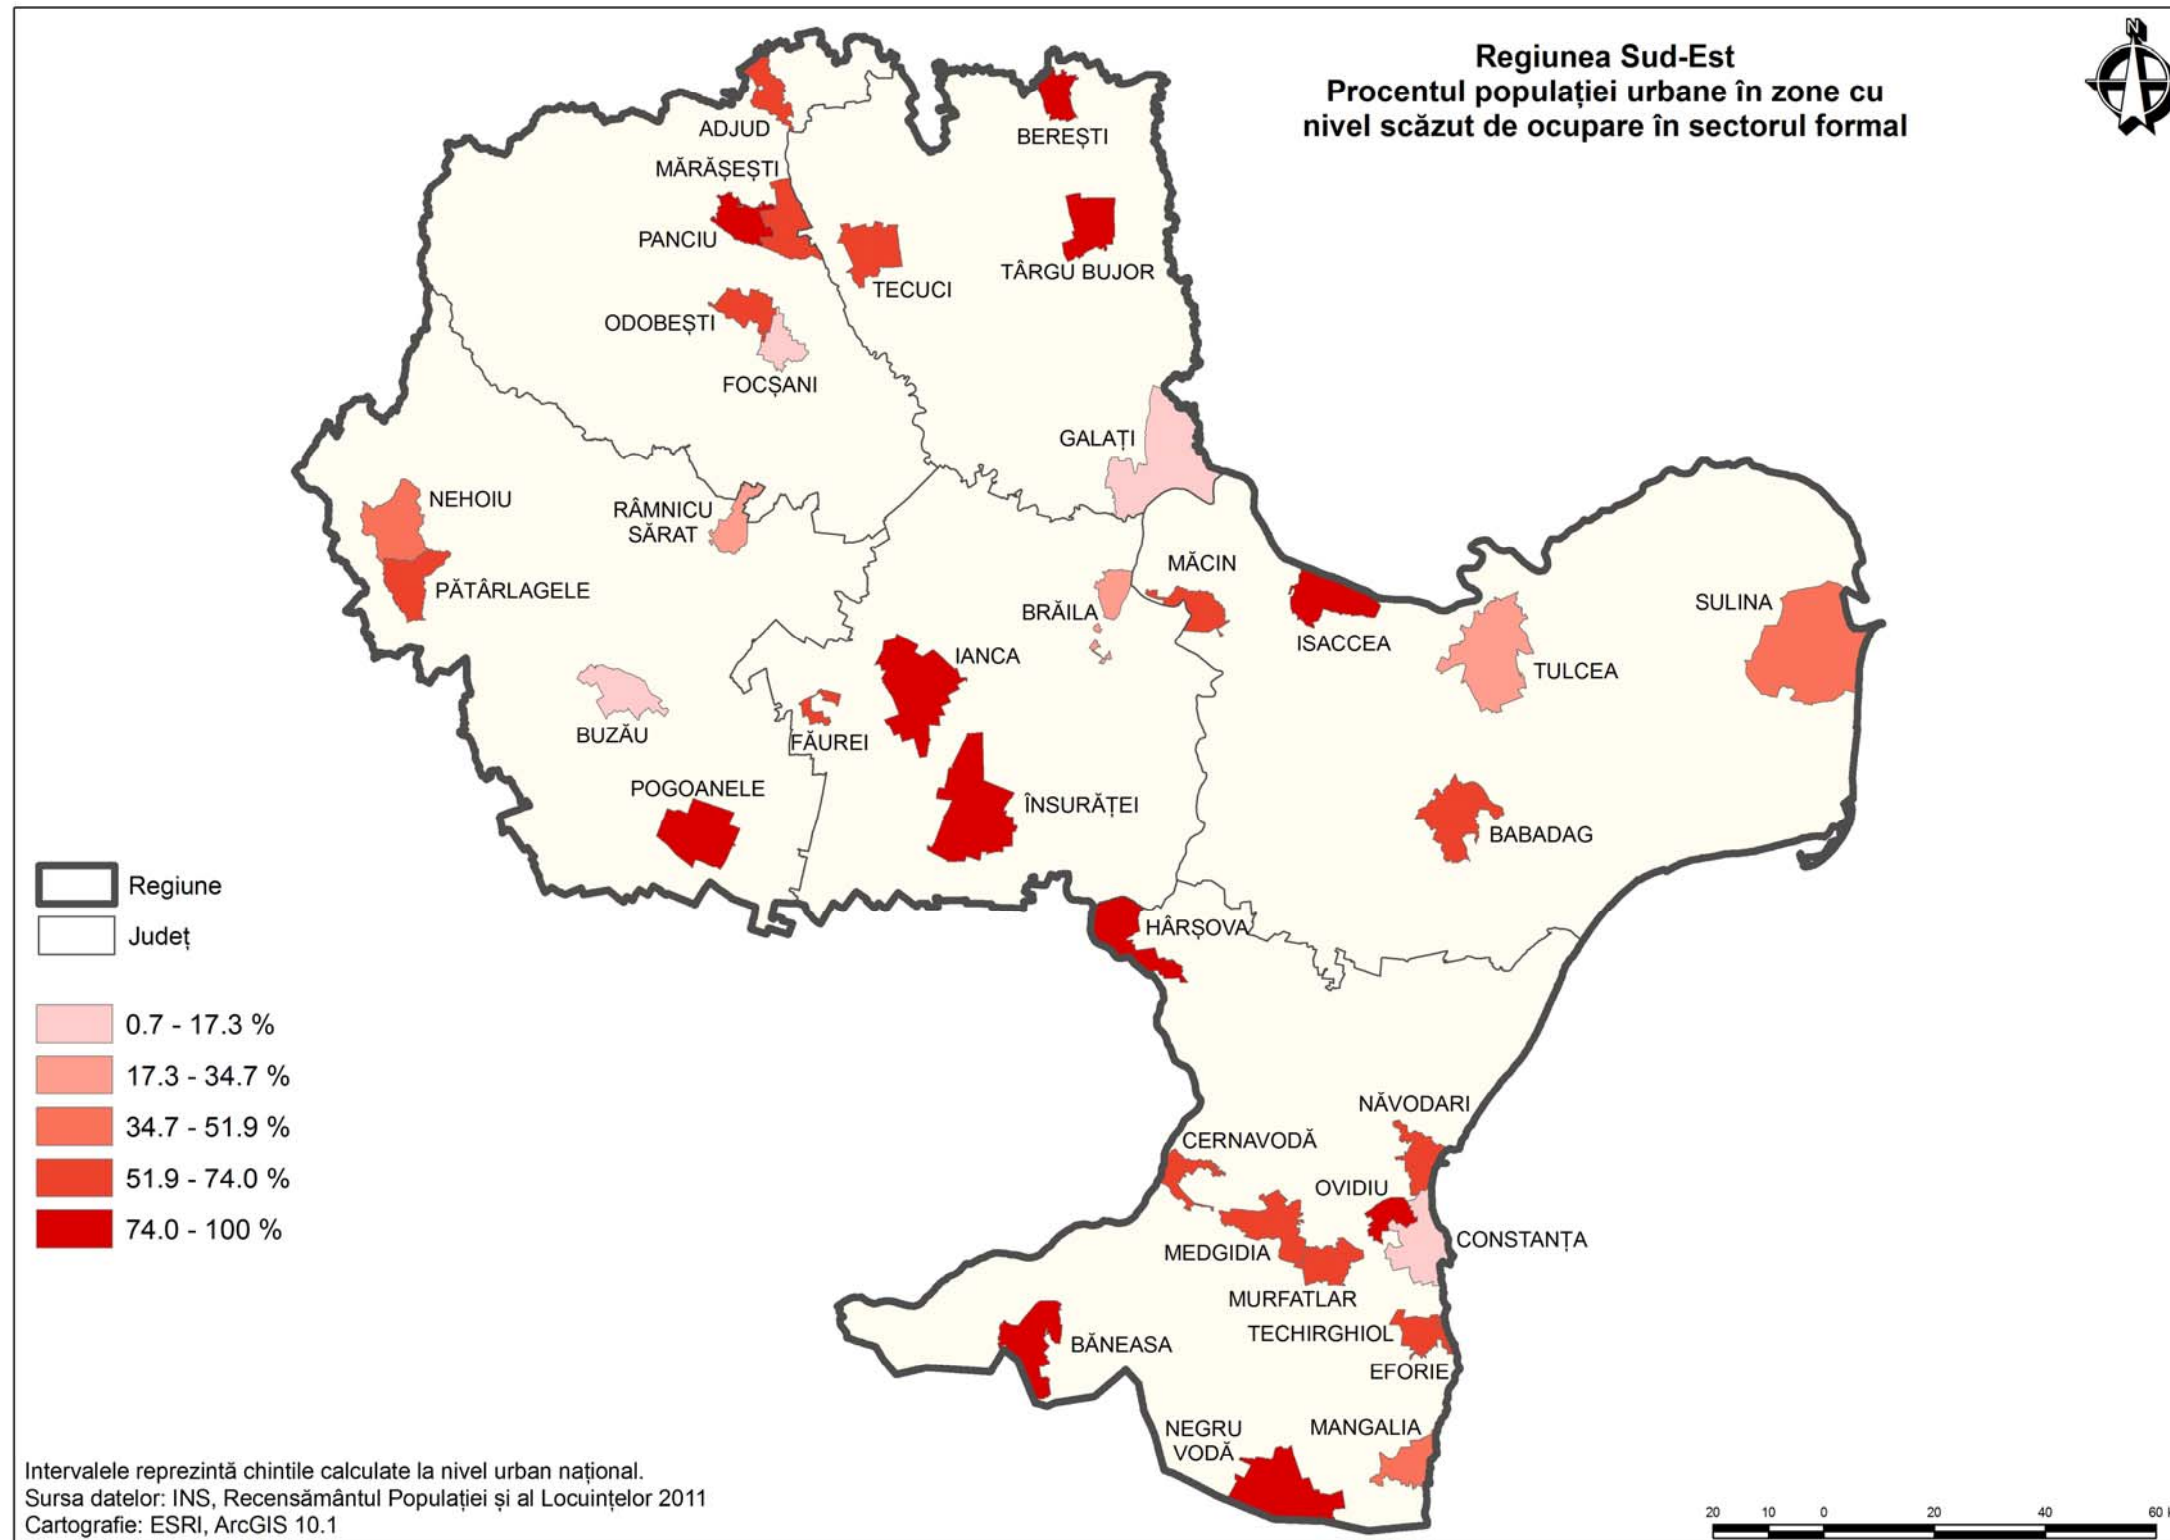 Regiunea Sud-Est
Procentul populației urbane în zone cu
nivel scăzut de ocupare în sectorul formal
N
ADJUD
BEREȘTI
MĂRĂȘEȘTI
PANCIU
TECUCI
TÂRGU BUJOR
ODOBEȘTI
FOCȘANI
GALAȚI
NEHOIU
RÂMNICU
SĂRAT
PĂTÂRLAGELE
MĂCIN
BRĂILA
ISACCEA
SULINA
TULCEA
IANCA
BUZĂU
FĂUREI
POGOANELE
ÎNSURĂȚEI
BABADAG
HÂRȘOVA
Regiune
Județ
0.7 - 17.3 %
17.3 - 34.7 %
34.7 - 51.9 %
51.9 - 74.0 %
74.0 - 100 %
NĂVODARI
CERNAVODĂ
OVIDIU
CONSTANȚA
MEDGIDIA
MURFATLAR
TECHIRGHIOL
BĂNEASA
EFORIE
NEGRU
VODĂ
MANGALIA
Intervalele reprezintă chintile calculate la nivel urban național.
Sursa datelor: INS, Recensământul Populației și al Locuințelor 2011
Cartografie: ESRI, ArcGIS 10.1
20 10 0 20 40 60